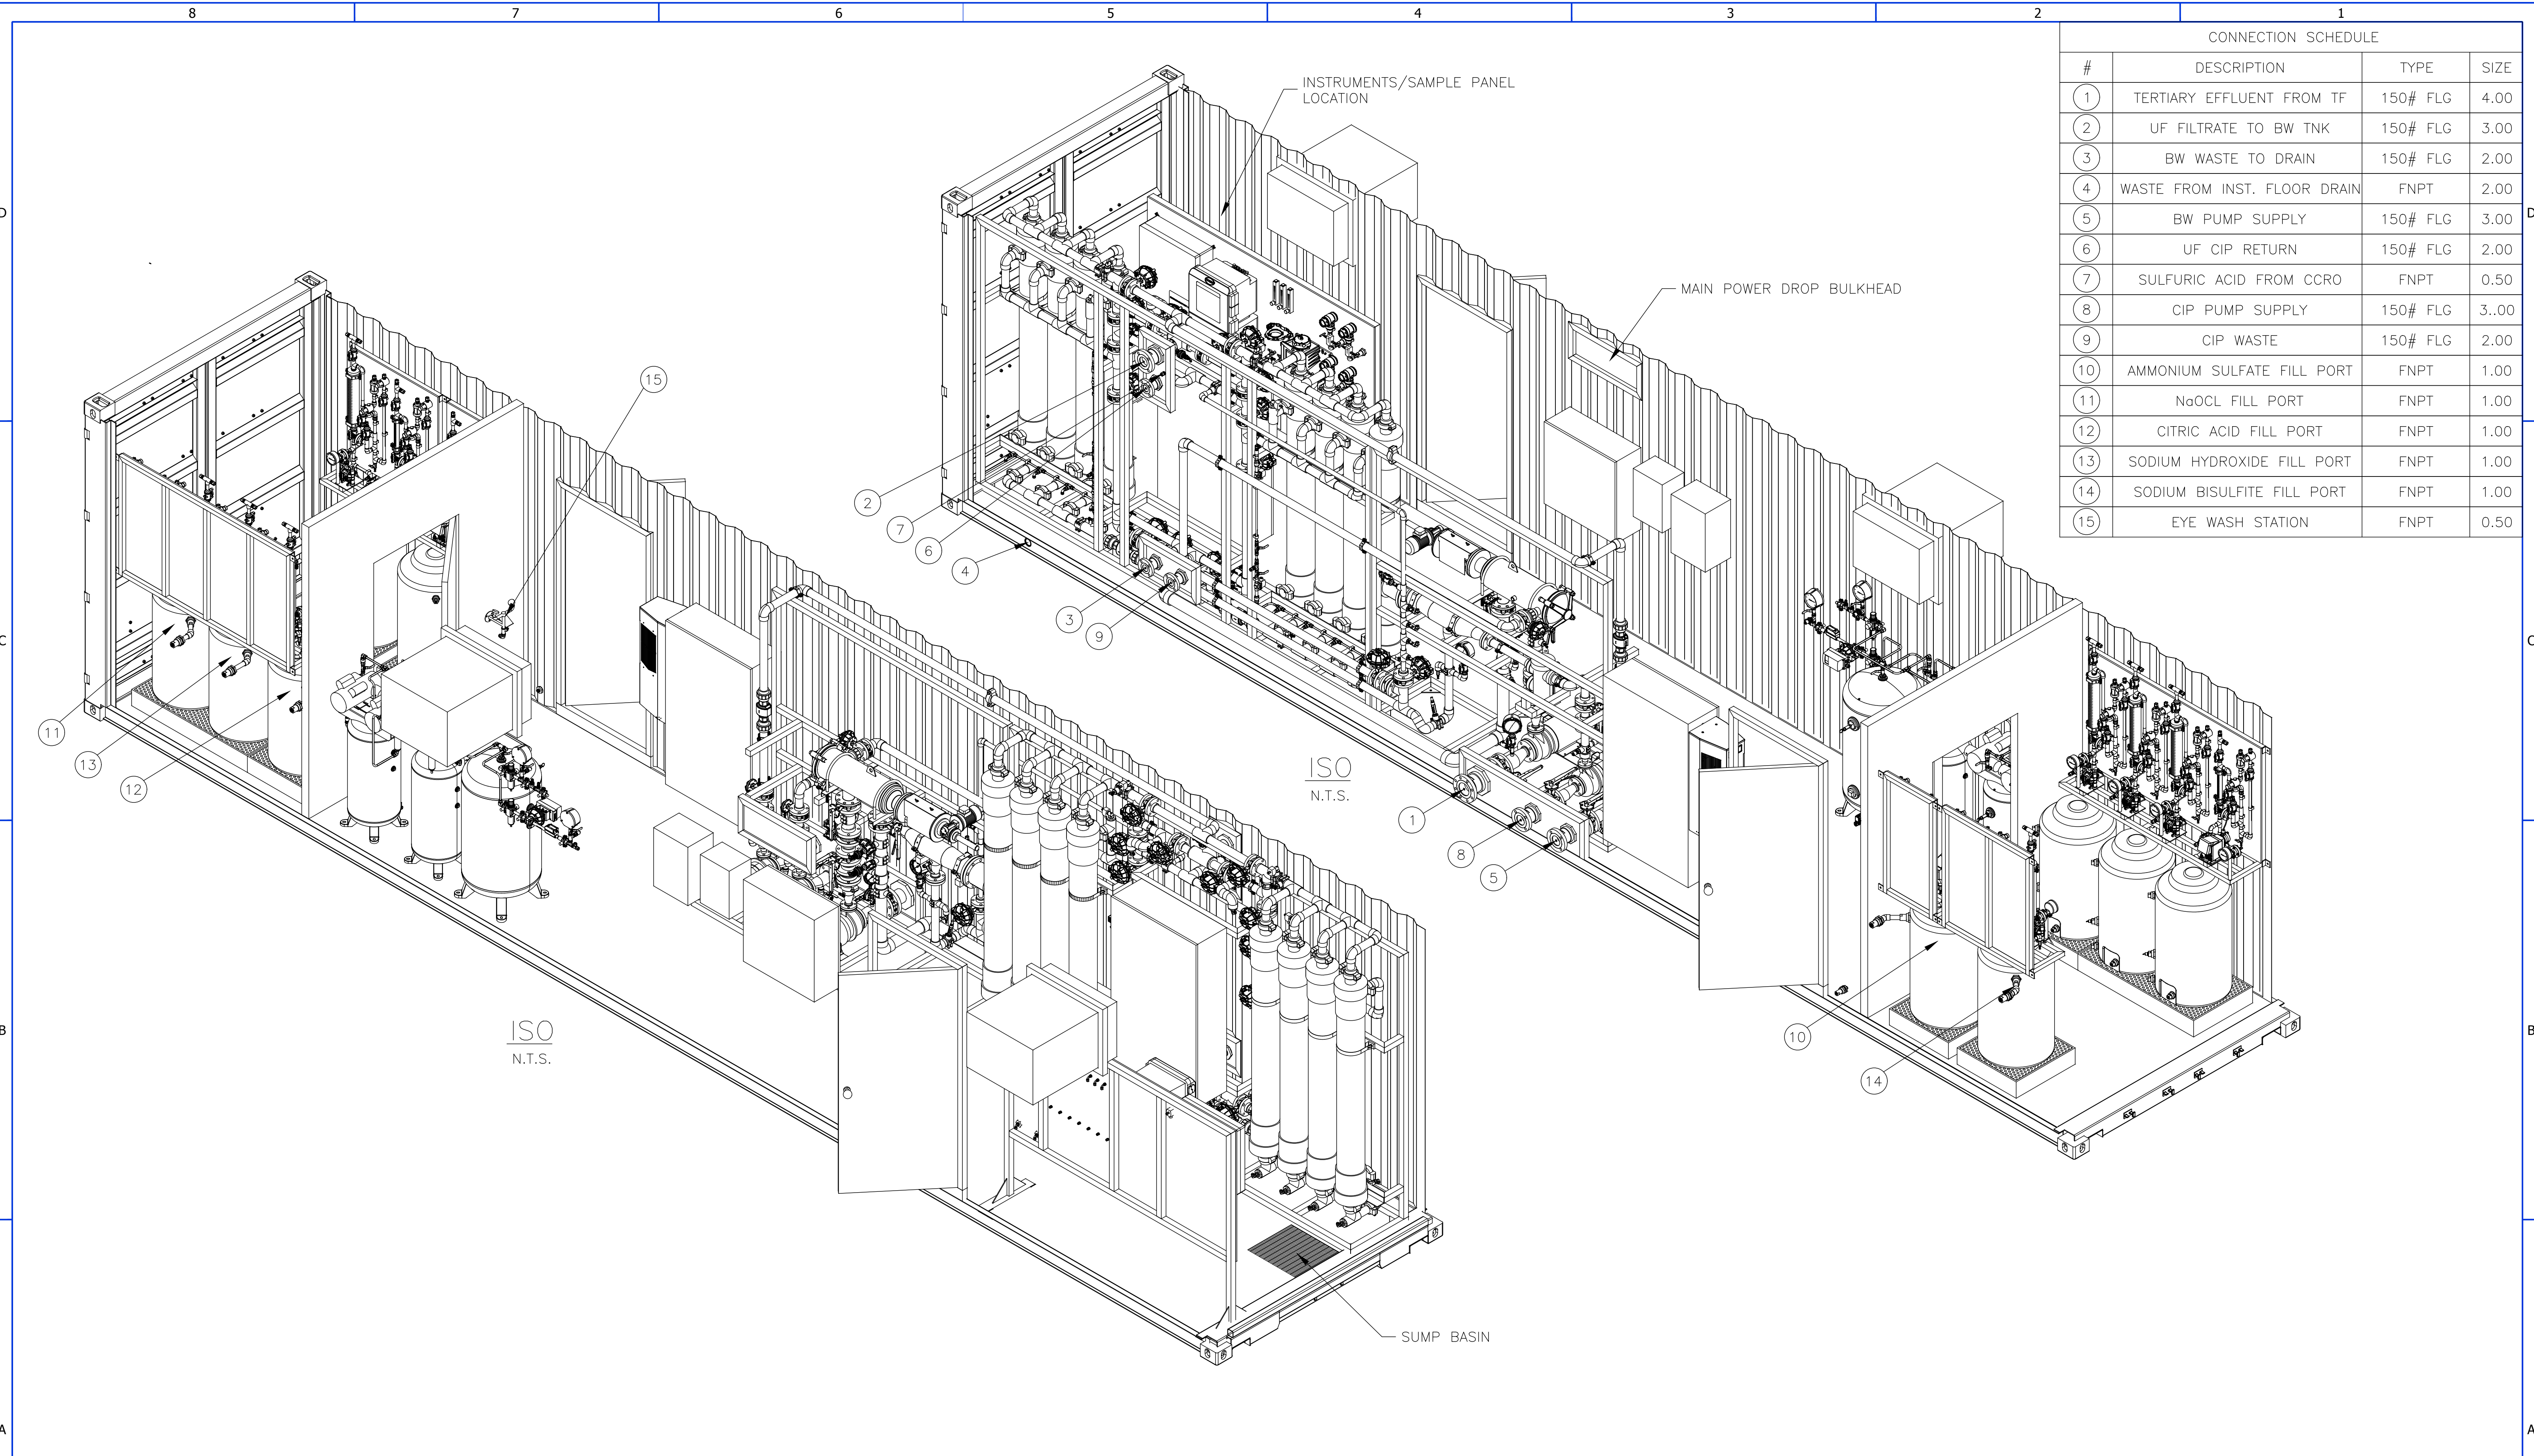 8 7 6 5 4 3 2 1
CONNECTION SCHEDULE
# DESCRIPTION TYPE SIZE
1 TERTIARY EFFLUENT FROM TF 150# FLG 4.00
2 UF FILTRATE TO BW TNK 150# FLG 3.00
3 BW WASTE TO DRAIN 150# FLG 2.00
4 WASTE FROM INST. FLOOR DRAIN FNPT 2.00
5 BW PUMP SUPPLY 150# FLG 3.00
6 UF CIP RETURN 150# FLG 2.00
7 SULFURIC ACID FROM CCRO FNPT 0.50
8 CIP PUMP SUPPLY 150# FLG 3..00
9 CIP WASTE 150# FLG 2.00
10 AMMONIUM SULFATE FILL PORT FNPT 1.00
11 NaOCL FILL PORT FNPT 1.00
12 CITRIC ACID FILL PORT FNPT 1.00
13 SODIUM HYDROXIDE FILL PORT FNPT 1.00
14 SODIUM BISULFITE FILL PORT FNPT 1.00
15 EYE WASH STATION FNPT 0.50
INSTRUMENTS/SAMPLE PANEL
LOCATION
MAIN POWER DROP BULKHEAD
D
D
15
2
7
6
4
3
9
C
C
11
13
12
ISO
N.T.S.
1
8
5
ISO
N.T.S.
10
14
B
B
SUMP BASIN
A
A